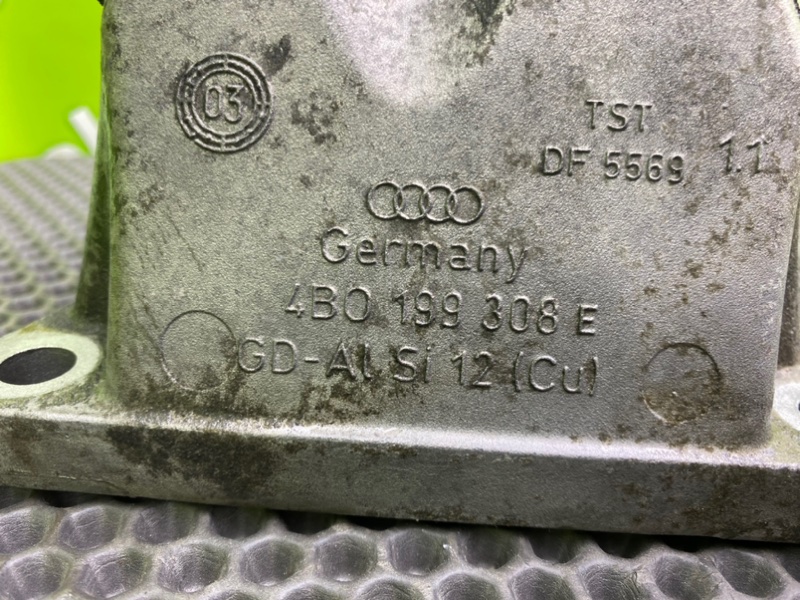 03
TST
DF 5569 1.1
Germany
4B0 199 308 E
GD-Al Si 12 (Cu)